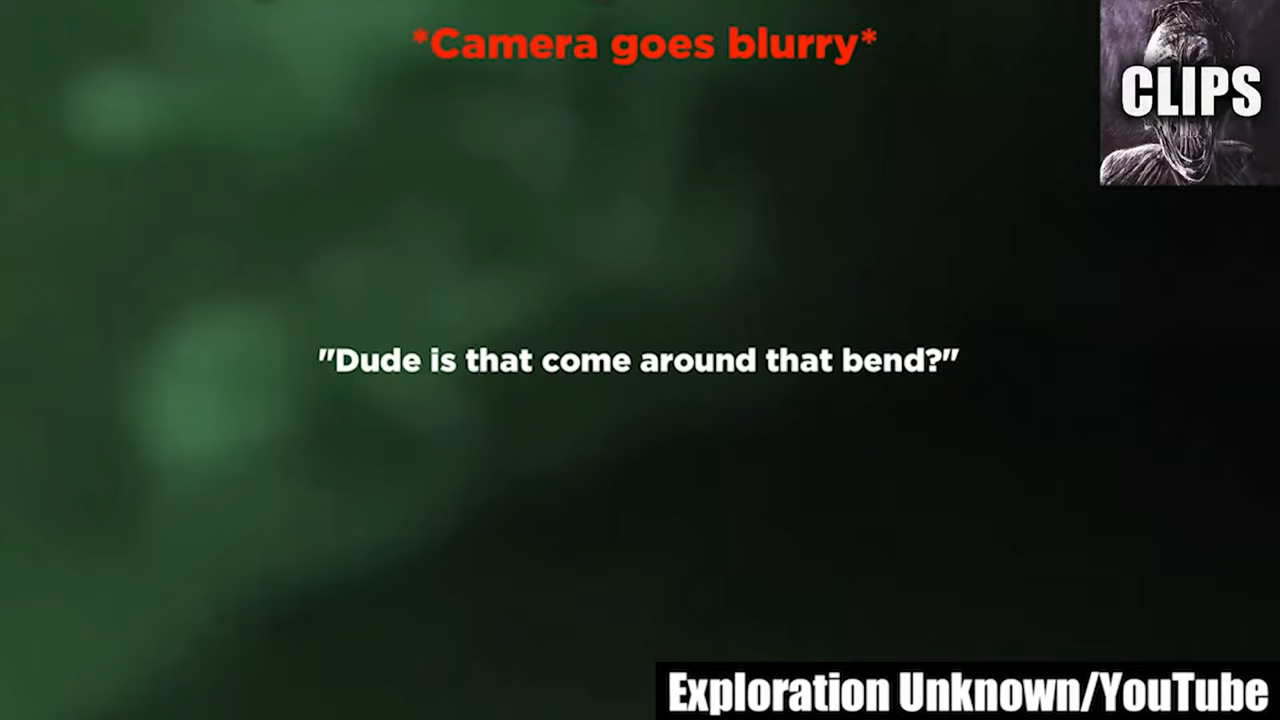 *Camera goes blurry*
CLIPS
"Dude is that come around that bend?"
Exploration Unknown/YouTube